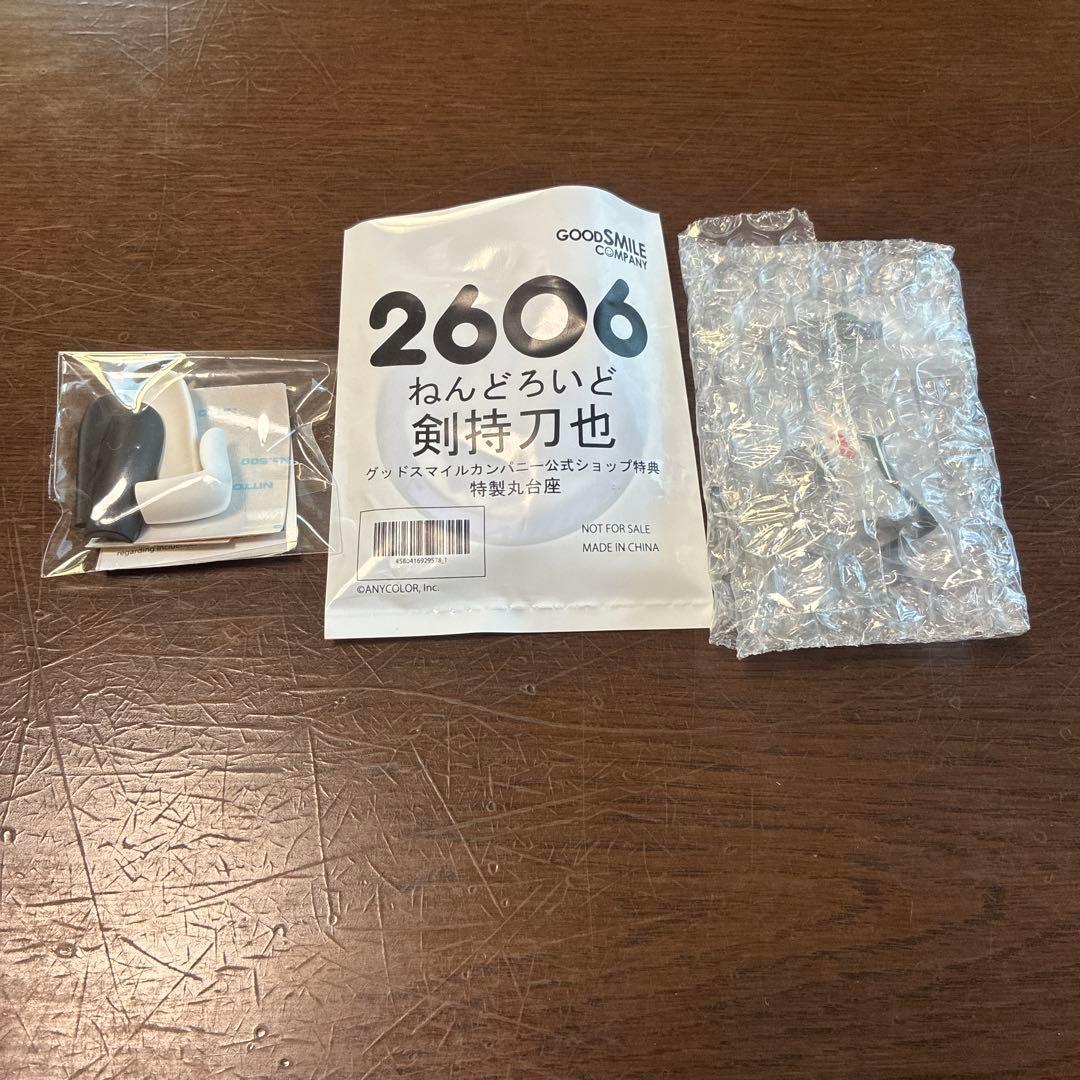 GOODSMILE
COMPANY
2606
ねんどろいど
剣持刀也
グッドスマイルカンパニー公式ショップ特典
特製丸台座
NOT FOR SALE
MADE IN CHINA
4580416929578_1
©ANYCOLOR, Inc.
regarding